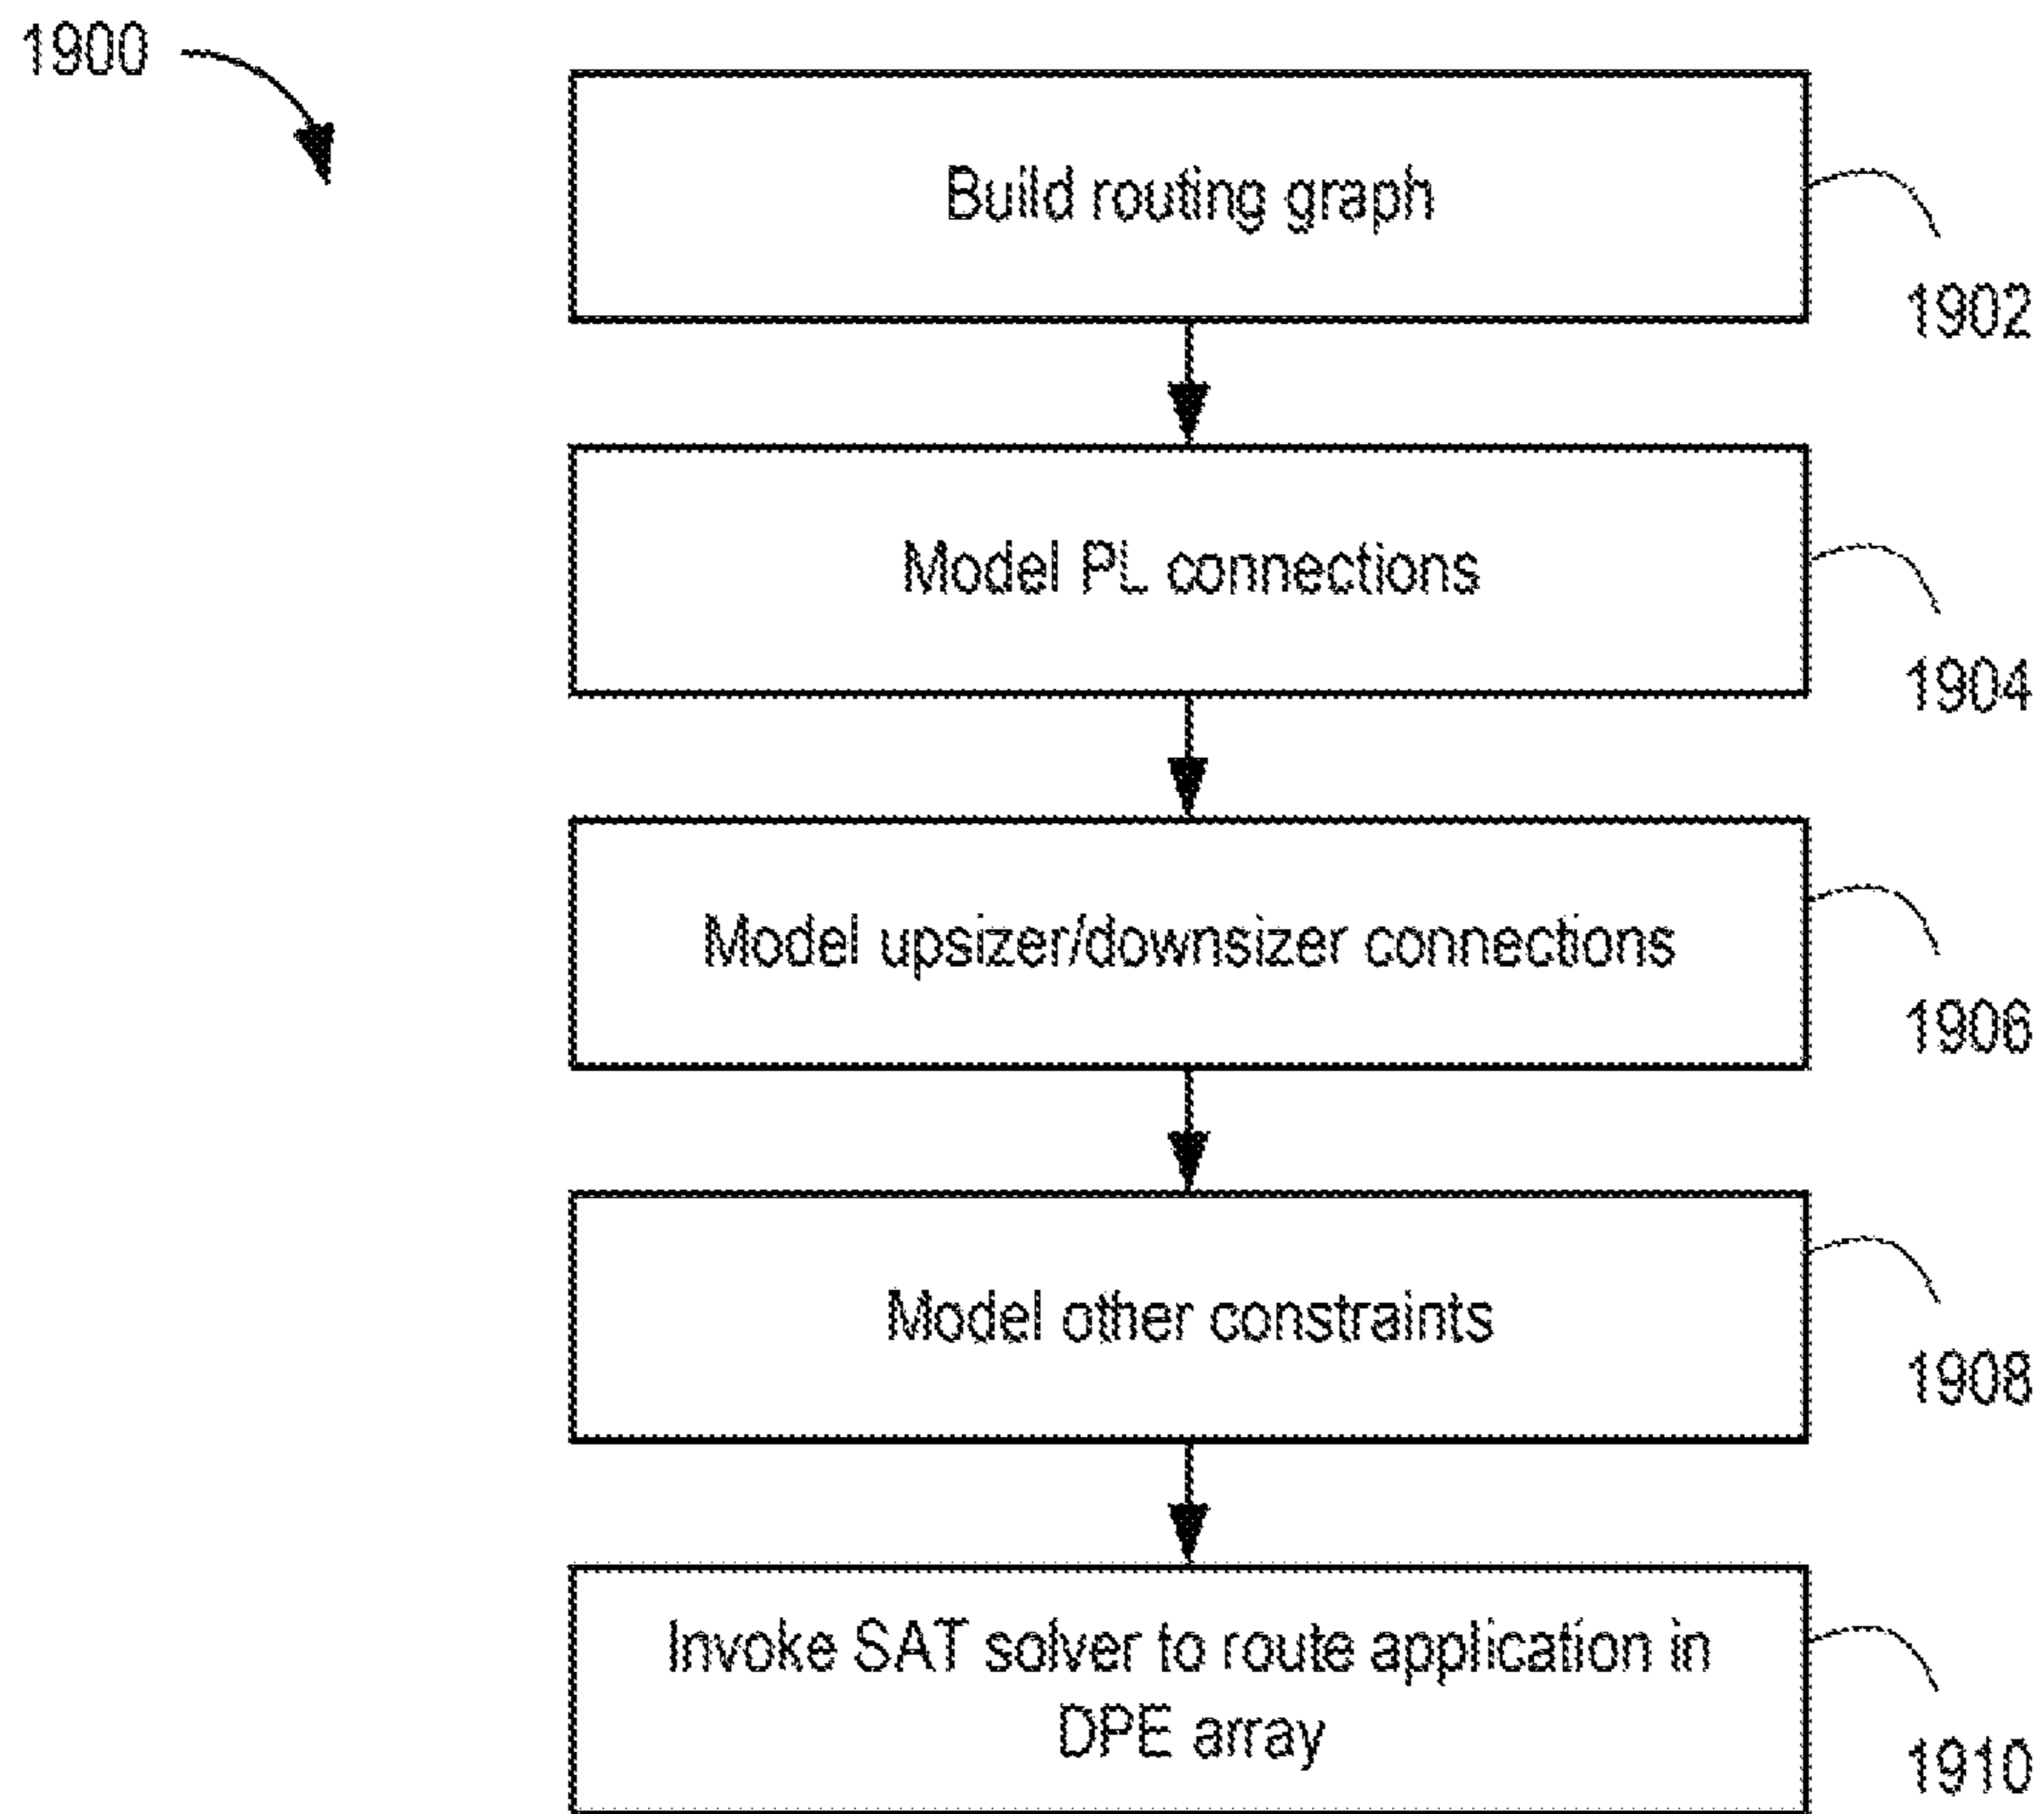 1900
Build routing graph
1902
Model PL connections
1904
Model upsizer/downsizer connections
1906
Model other constraints
1908
Invoke SAT solver to route application in
DPE array
1910